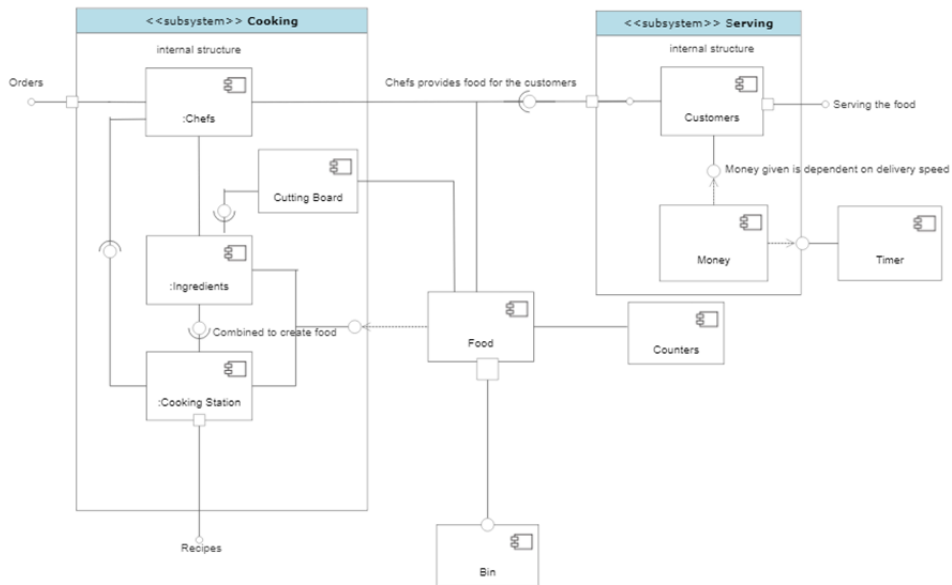 <<subsystem>> Cooking
<<subsystem>> Serving
internal structure
internal structure
Orders
Chefs provides food for the customers
:Chefs
Customers
Serving the food
Money given is dependent on delivery speed
Cutting Board
Money
Timer
:Ingredients
Combined to create food
Food
Counters
:Cooking Station
Recipes
Bin